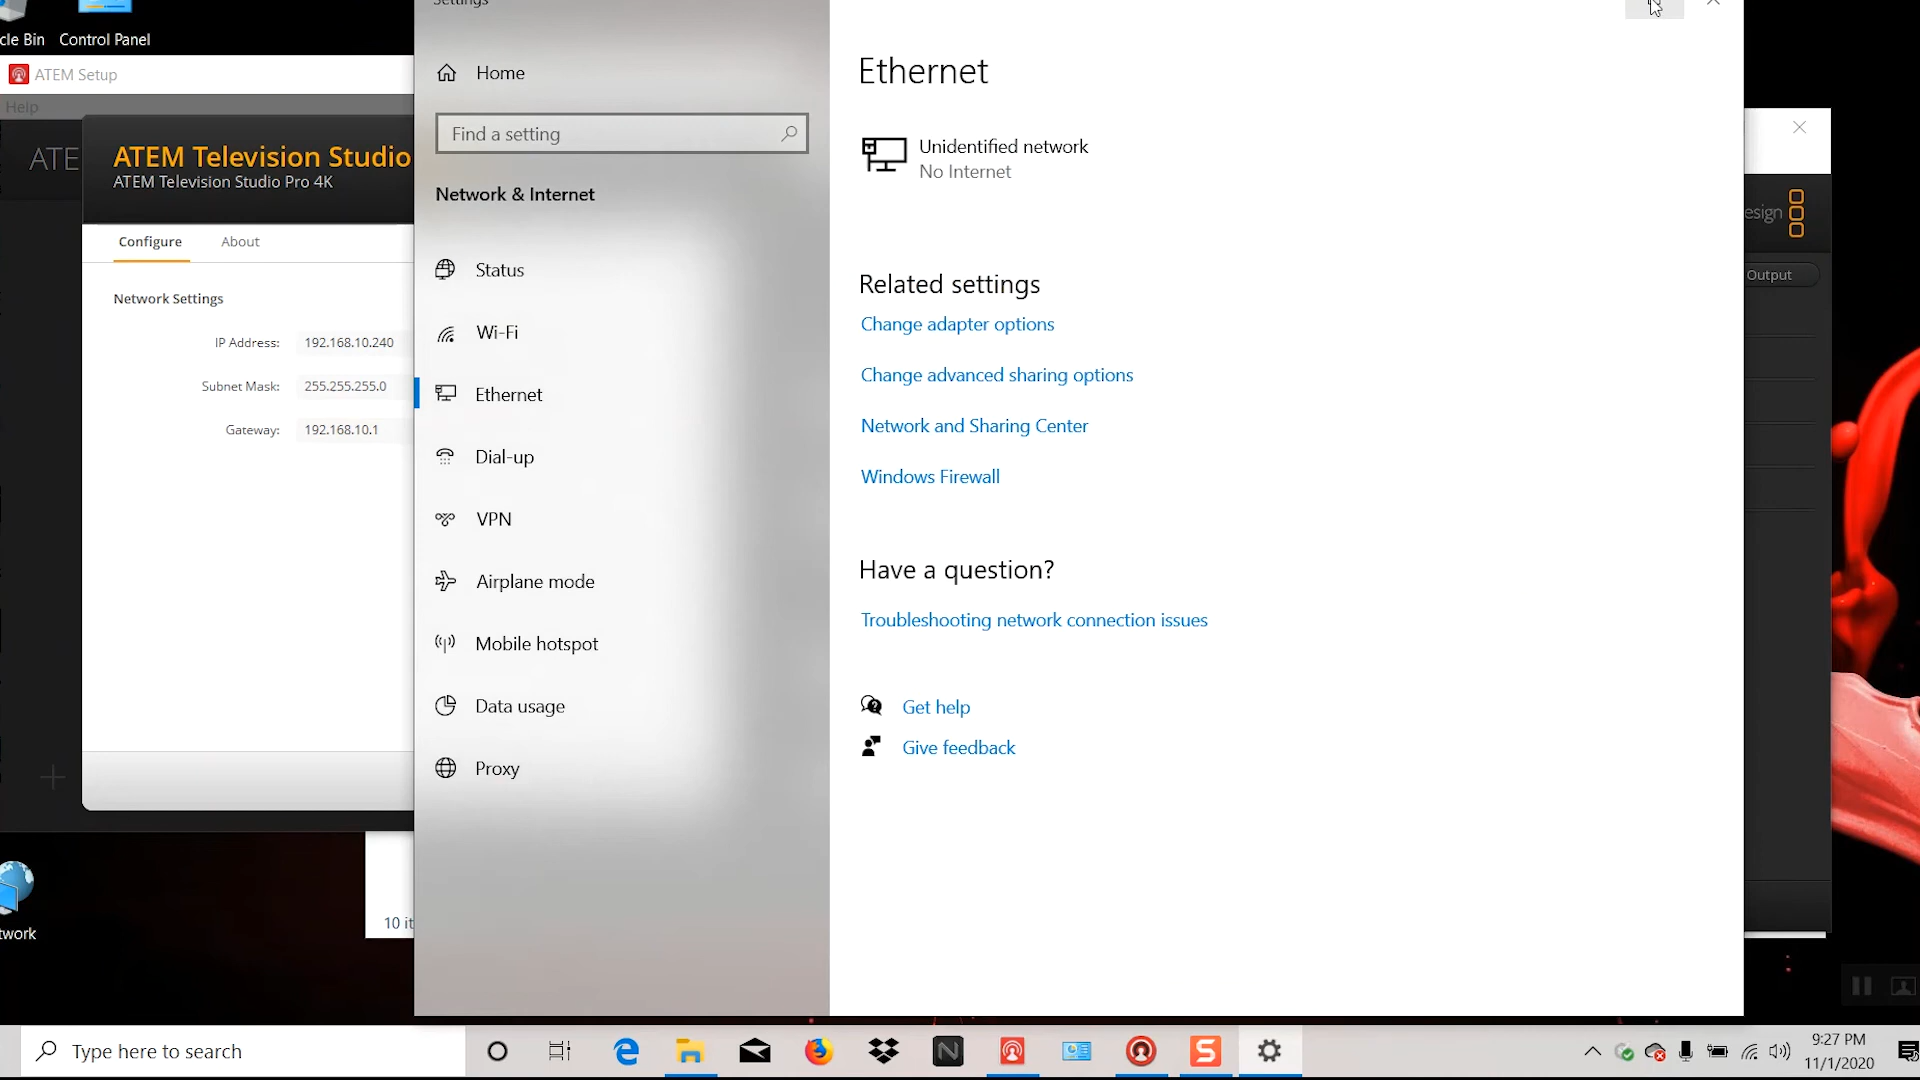 Settings
cle Bin
Control Panel
ATEM Setup
Help
ATE
ATEM Television Studio
ATEM Television Studio Pro 4K
Configure
About
Network Settings
IP Address: 192.168.10.240
Subnet Mask: 255.255.255.0
Gateway: 192.168.10.1
10 it
twork
Home
Find a setting
Network & Internet
Status
Wi-Fi
Ethernet
Dial-up
VPN
Airplane mode
Mobile hotspot
Data usage
Proxy
Ethernet
Unidentified network
No Internet
Related settings
Change adapter options
Change advanced sharing options
Network and Sharing Center
Windows Firewall
Have a question?
Troubleshooting network connection issues
Get help
Give feedback
esign
Output
Type here to search
9:27 PM
11/1/2020